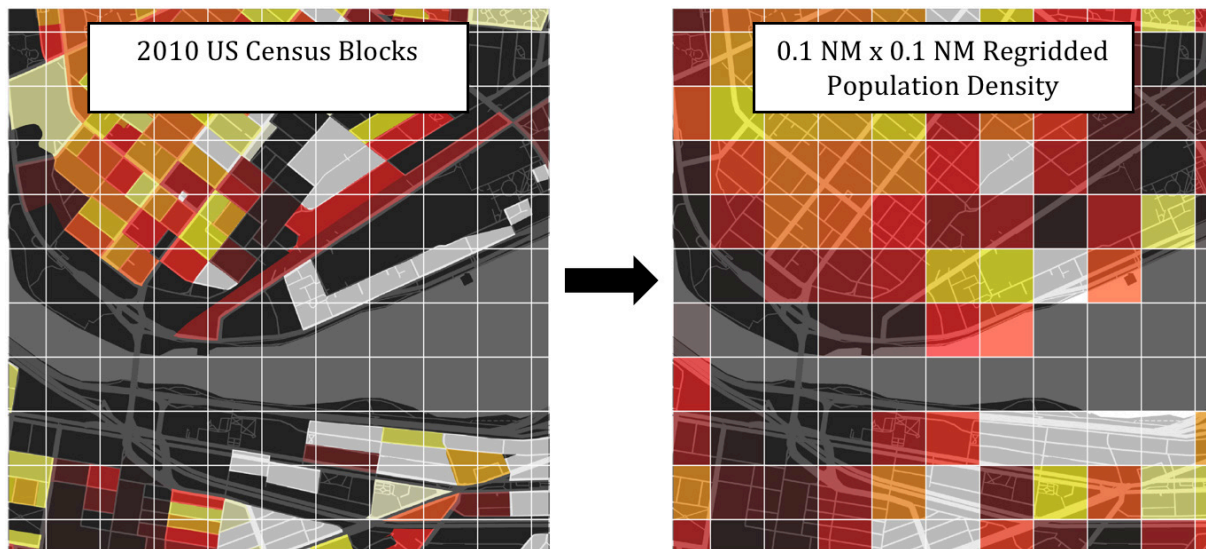 2010 US Census Blocks
0.1 NM x 0.1 NM Regridded
Population Density